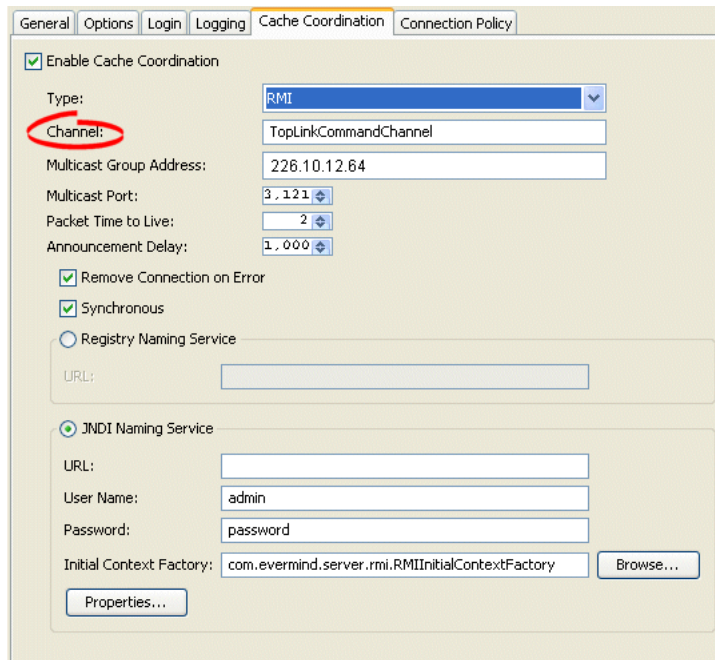 General Options Login Logging Cache Coordination Connection Policy
Enable Cache Coordination
Type: RMI
Channel: TopLinkCommandChannel
Multicast Group Address: 226.10.12.64
Multicast Port: 3,121
Packet Time to Live: 2
Announcement Delay: 1,000
Remove Connection on Error
Synchronous
Registry Naming Service
URL:
JNDI Naming Service
URL:
User Name: admin
Password: password
Initial Context Factory: com.evermind.server.rmi.RMIInitialContextFactory Browse...
Properties...